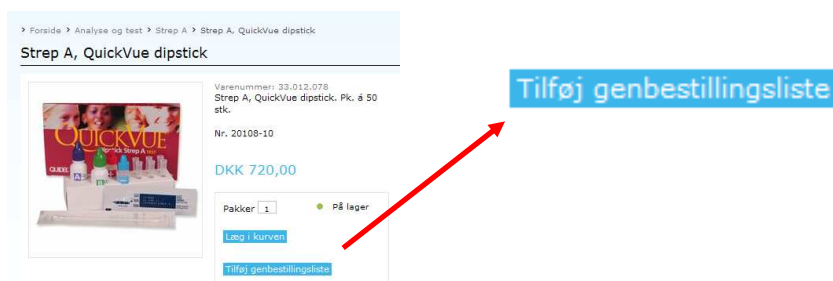 > Forside > Analyse og test > Strep A > Strep A, QuickVue dipstick
Strep A, QuickVue dipstick
Varenummer: 33.012.078
Strep A, QuickVue dipstick. Pk. á 50
stk.
Nr. 20108-10
DKK 720,00
Pakker 1
På lager
Læg i kurven
Tilføj genbestillingsliste
QUICKVUE
Dipstick Strep A TEST
QUIDEL
A
B
Tilføj genbestillingsliste